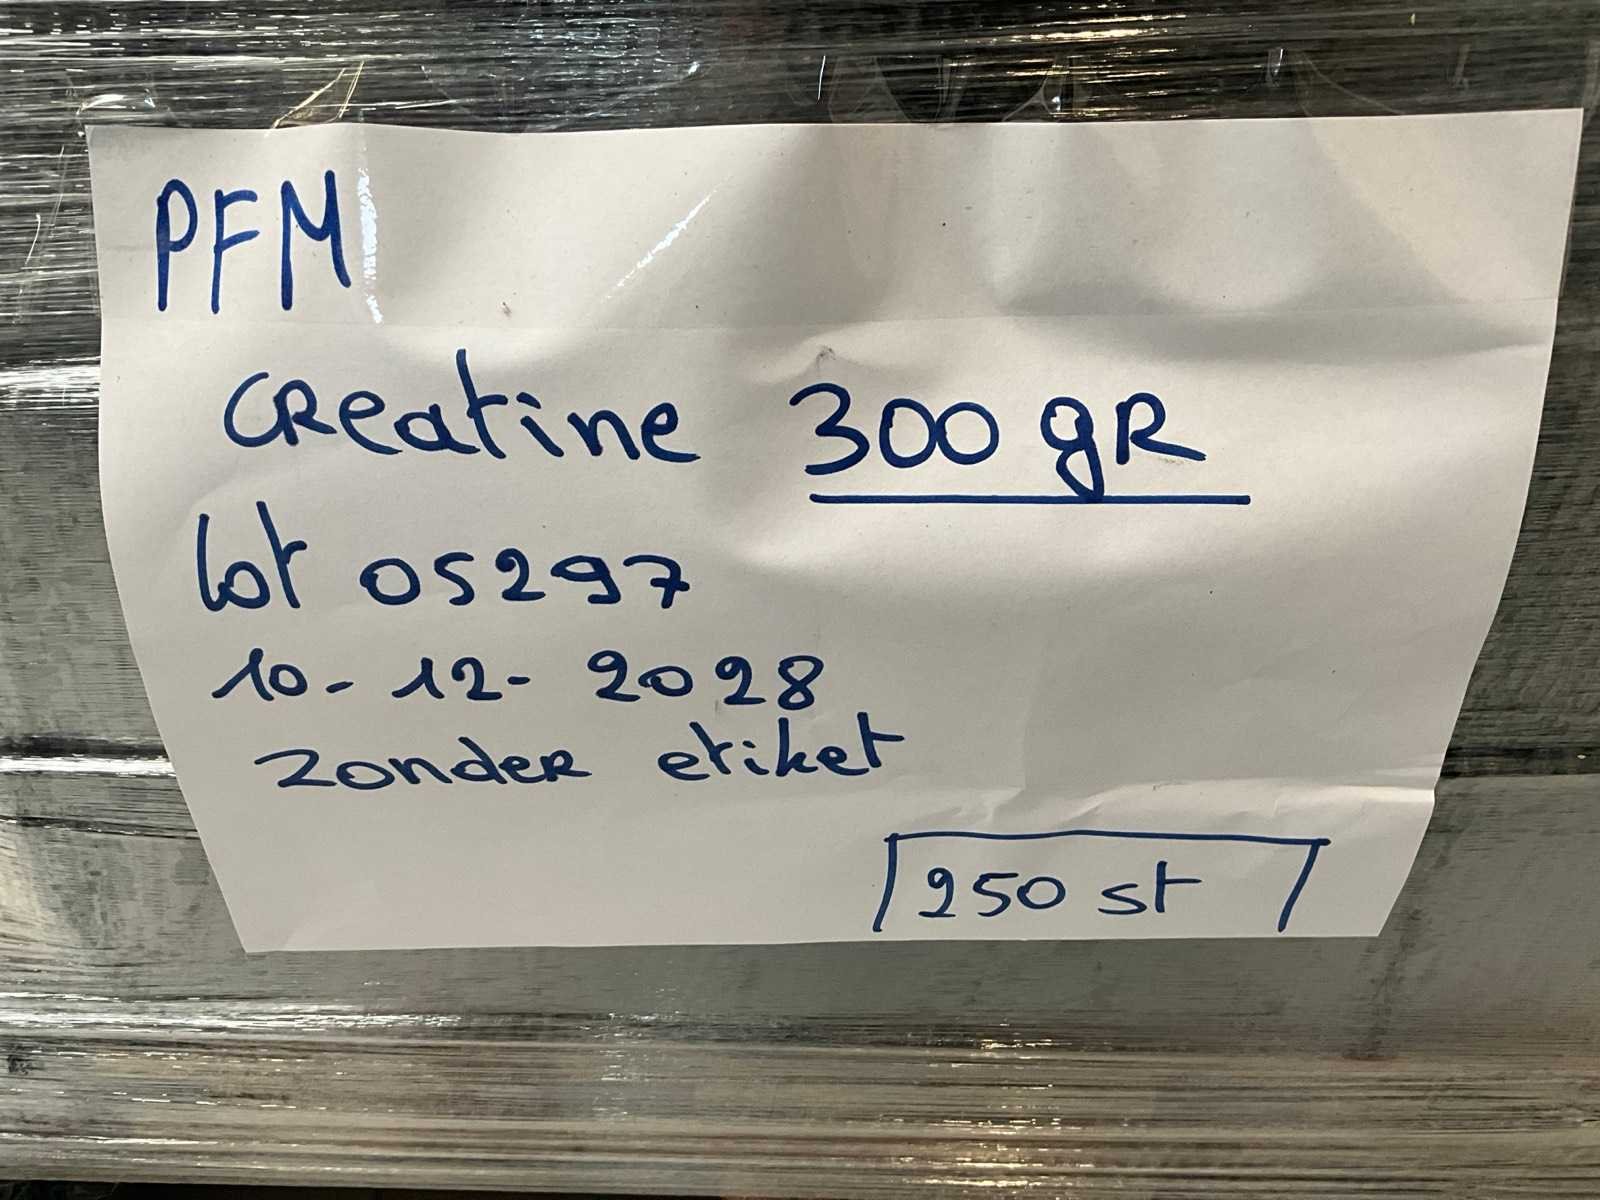 PFM
Creatine 300 gR
lot 05297
10-12-2028
zonder etiket
250 st